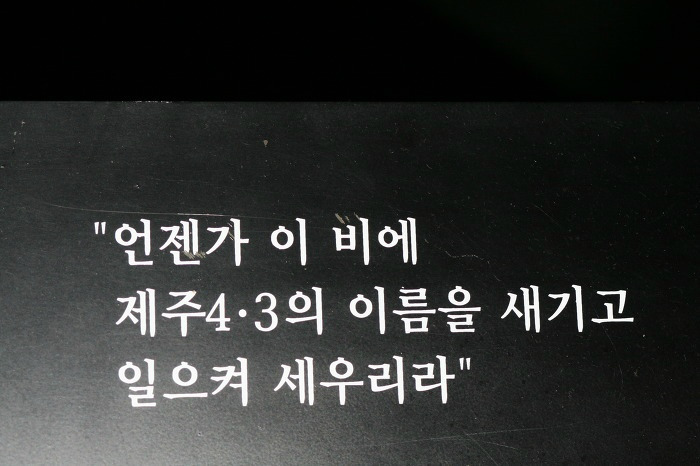 "언젠가 이 비에
제주4·3의 이름을 새기고
일으켜 세우리라"